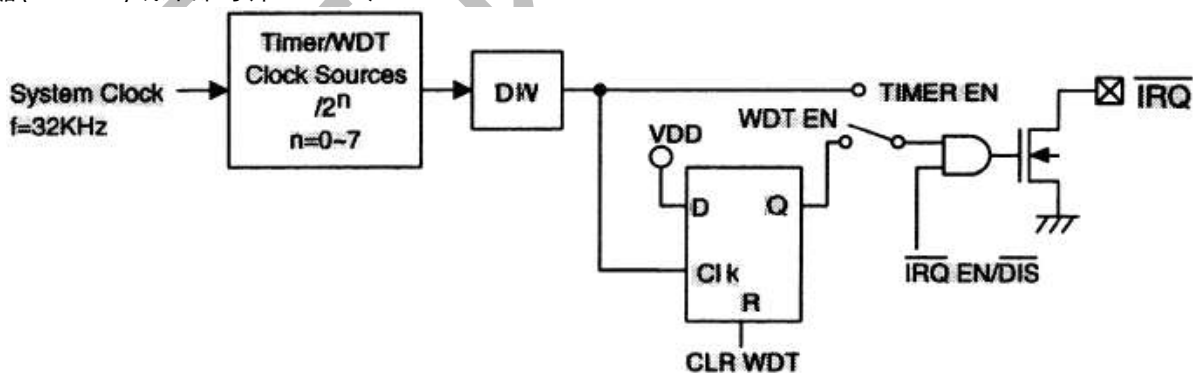 Timer/WDT
Clock Sources
/2ⁿ
n=0~7
System Clock
f=32KHz
DIV
TIMER EN
WDT EN
IRQ
VDD
D
Q
Clk
R
IRQ EN/DIS
CLR WDT